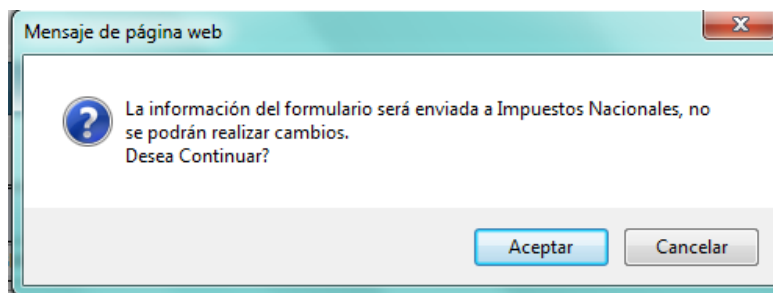 Mensaje de página web
La información del formulario será enviada a Impuestos Nacionales, no
se podrán realizar cambios.
Desea Continuar?
Aceptar
Cancelar